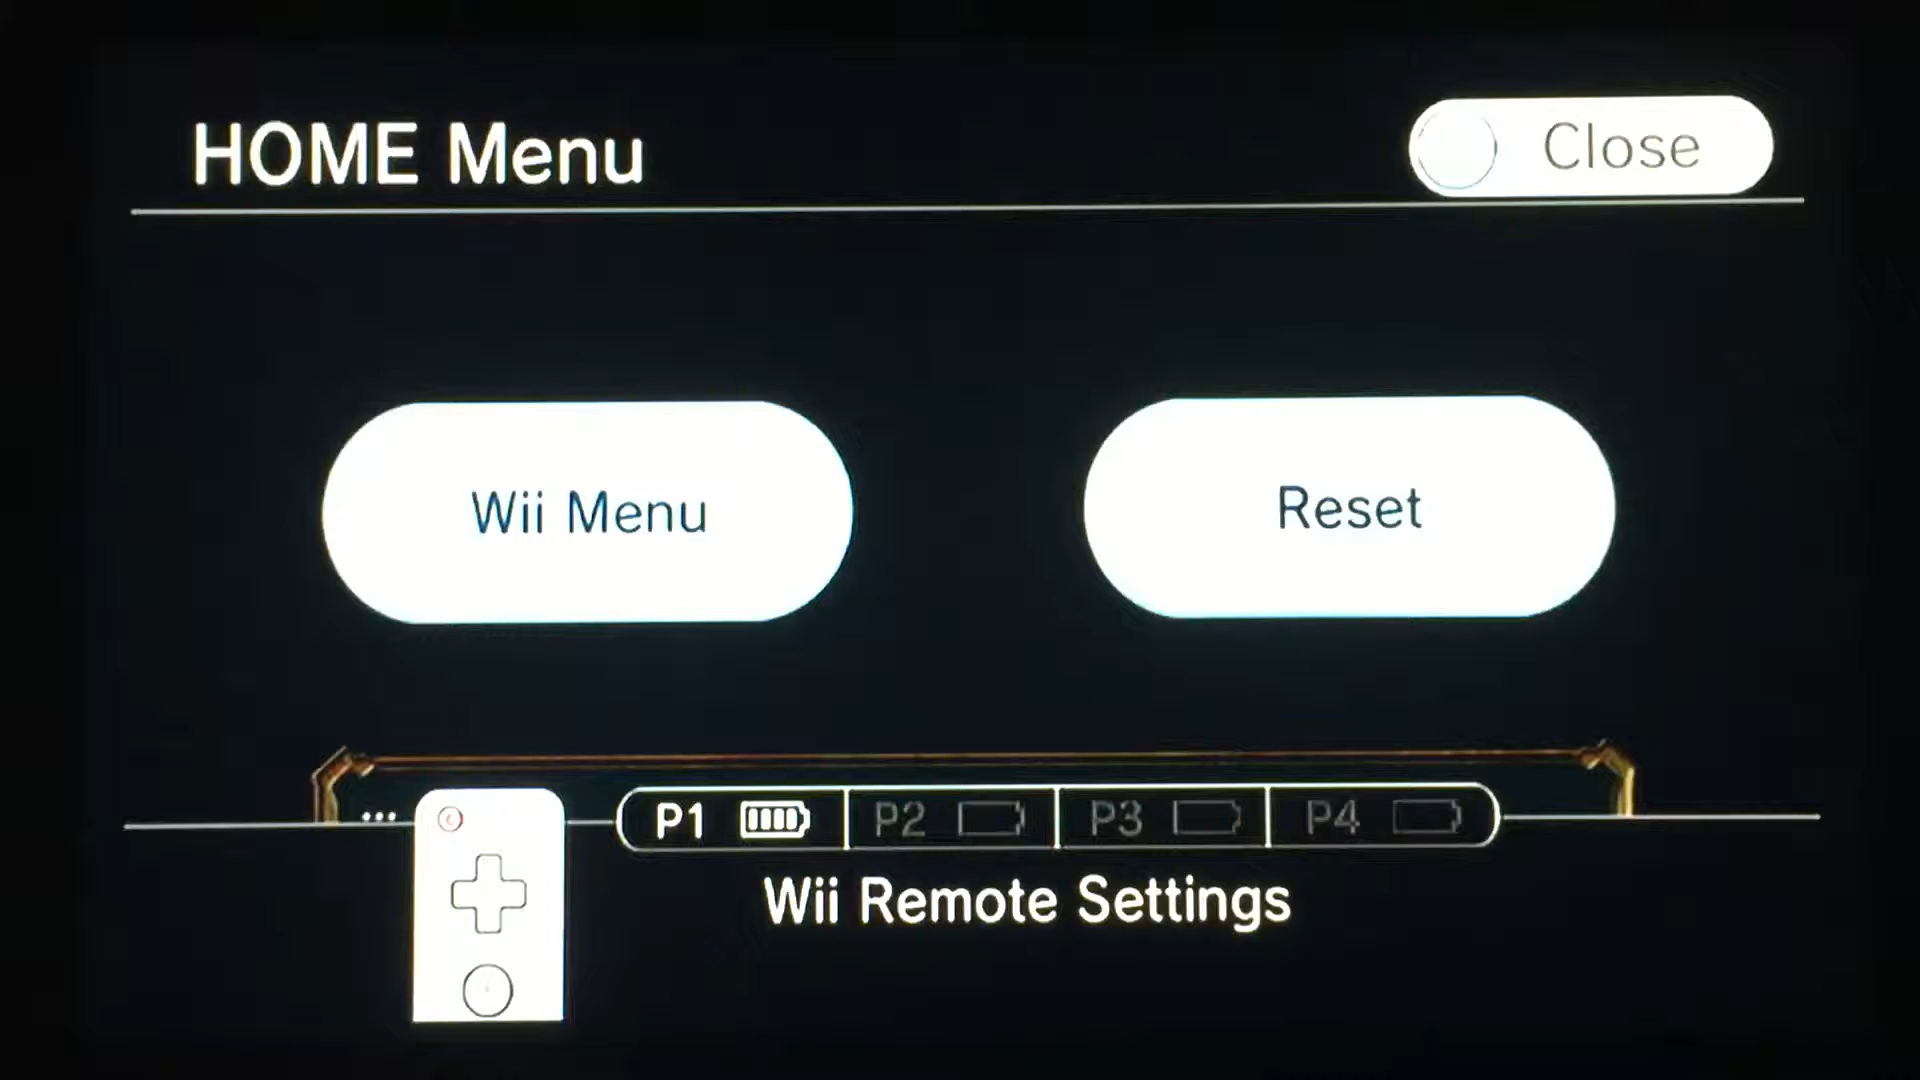 HOME Menu
Close
Wii Menu
Reset
P1 P2 P3 P4
Wii Remote Settings